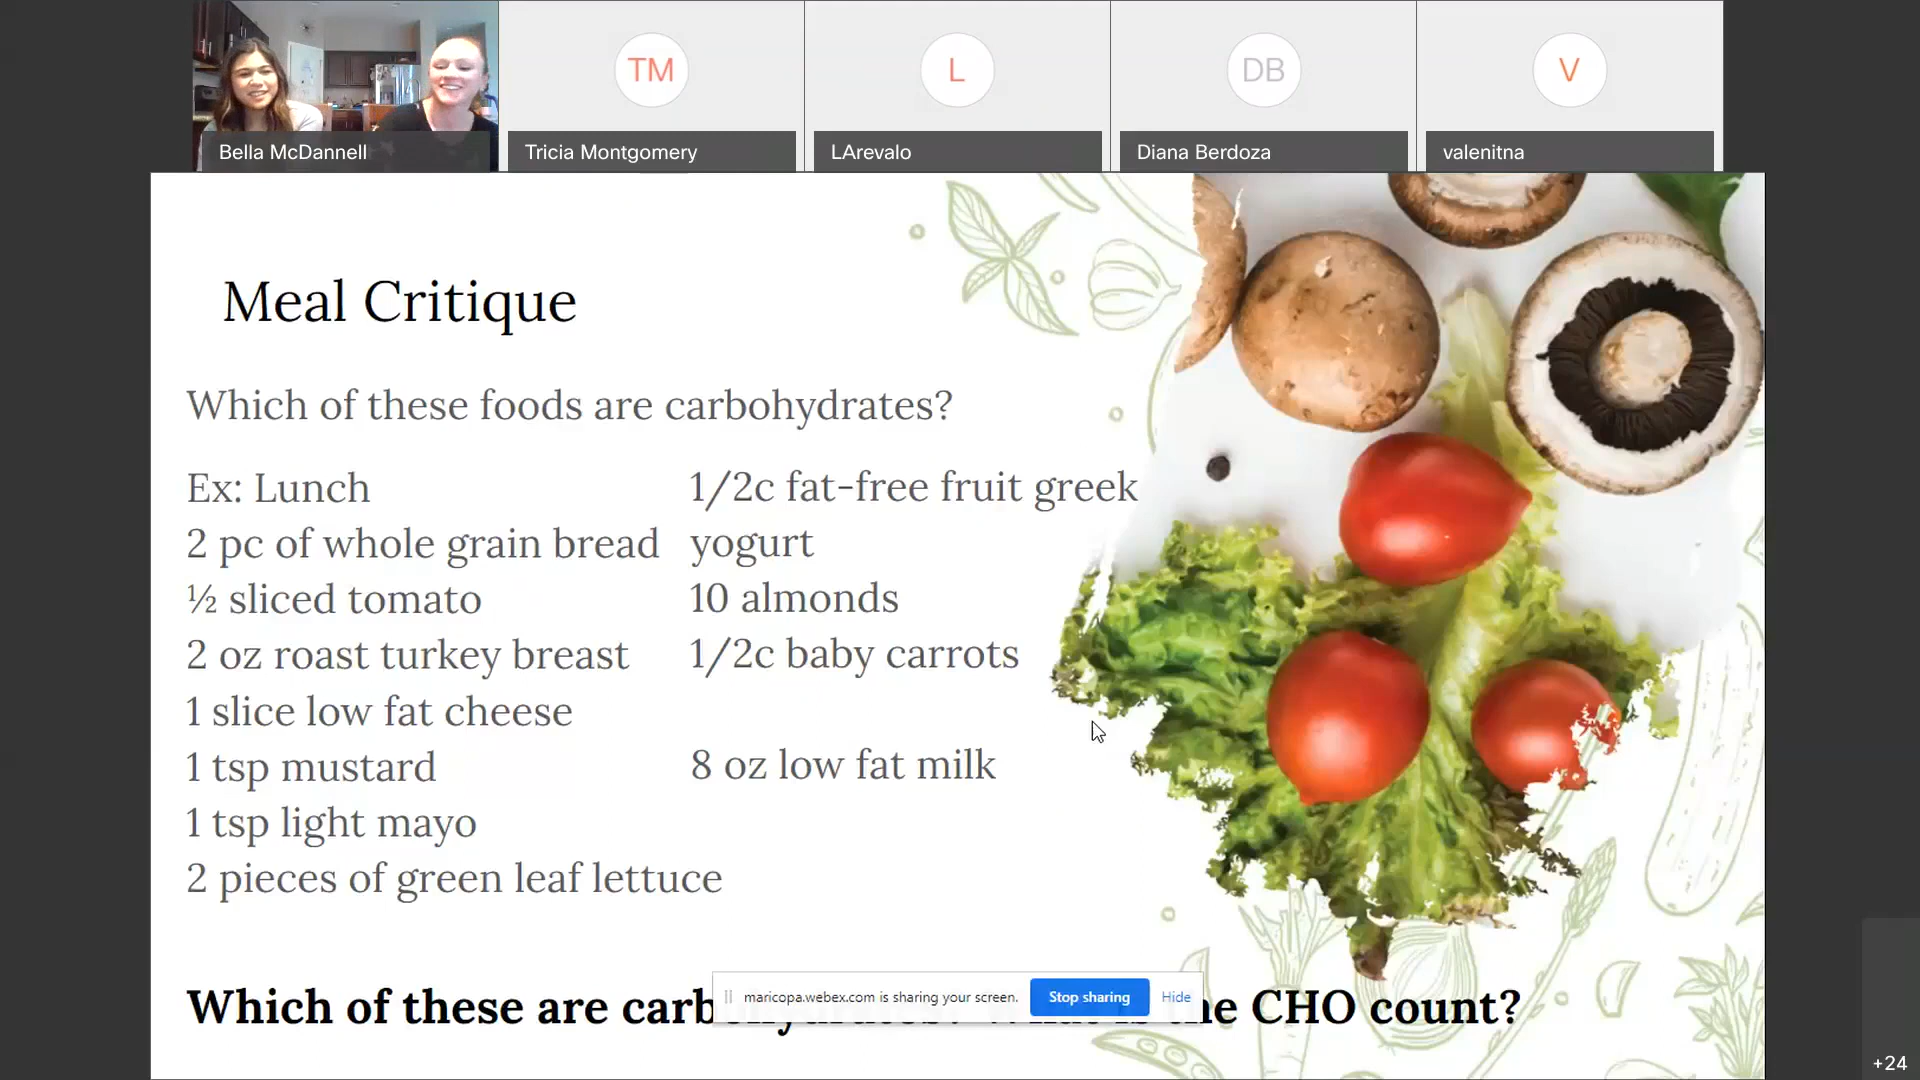 TM
L
DB
V
Bella McDannell
Tricia Montgomery
LArevalo
Diana Berdoza
valenitna
Meal Critique
Which of these foods are carbohydrates?
Ex: Lunch
2 pc of whole grain bread
½ sliced tomato
2 oz roast turkey breast
1 slice low fat cheese
1 tsp mustard
1 tsp light mayo
2 pieces of green leaf lettuce
1/2c fat-free fruit greek
yogurt
10 almonds
1/2c baby carrots
8 oz low fat milk
Which of these are carbohydrates? What is the CHO count?
maricopa.webex.com is sharing your screen. Stop sharing Hide
+24